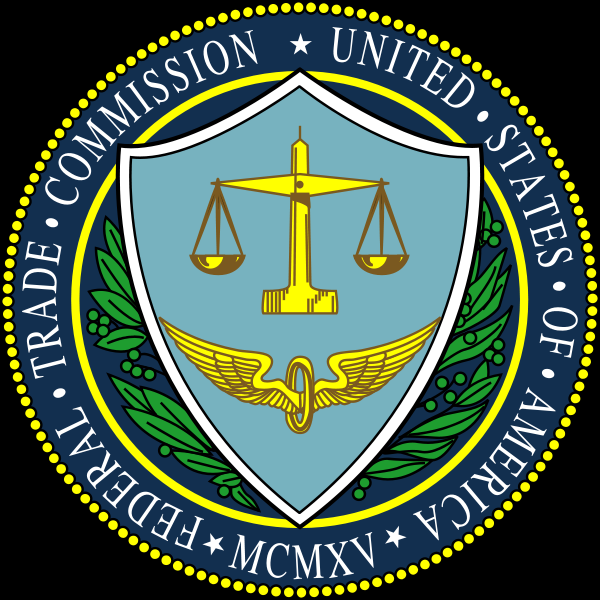 FEDERAL • TRADE • COMMISSION ★ UNITED • STATES • OF • AMERICA ★
MCMXV ★